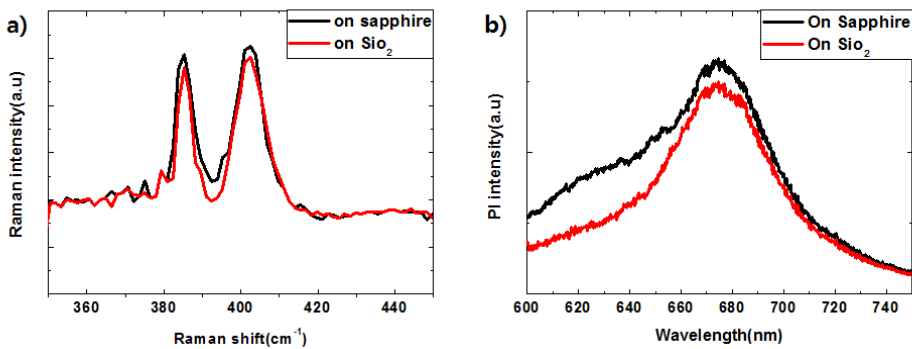 a)
on sapphire
on Sio₂
Raman intensity(a.u)
360 380 400 420 440
Raman shift(cm⁻¹)
b)
On Sapphire
On Sio₂
PI intensity(a.u)
600 620 640 660 680 700 720 740
Wavelength(nm)